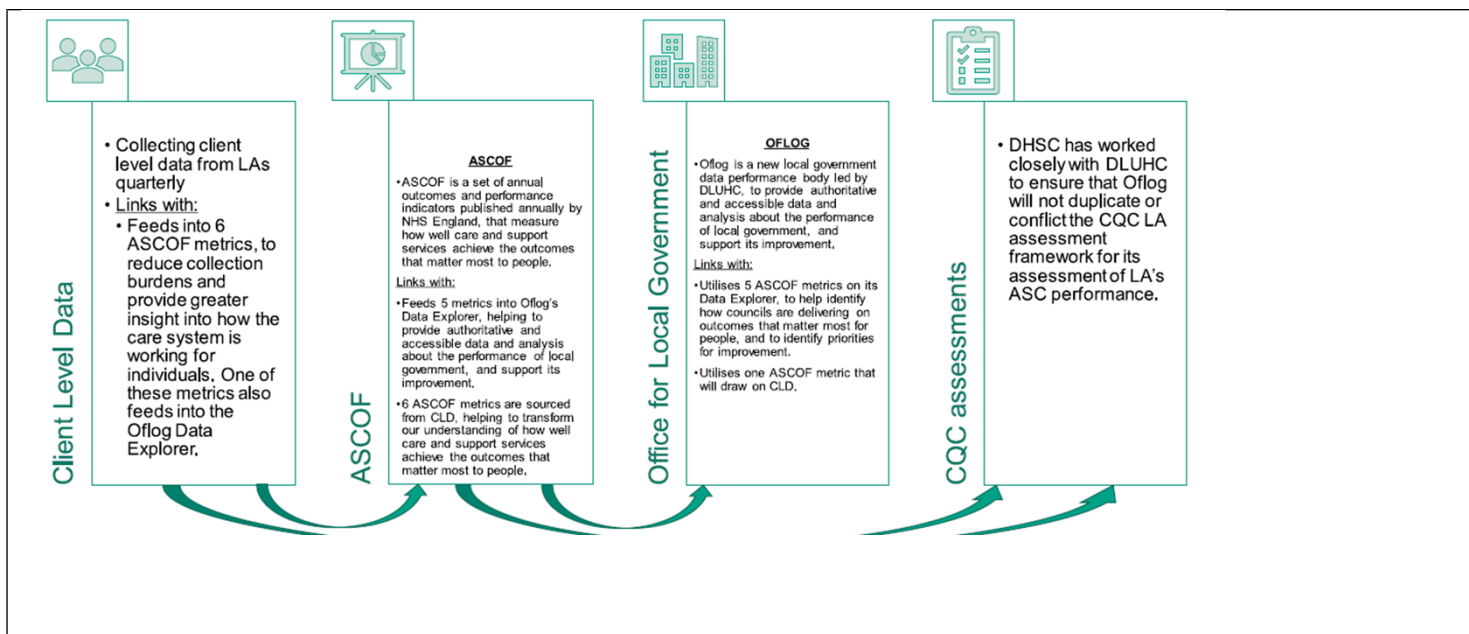 Client Level Data
• Collecting client
level data from LAs
quarterly
• Links with:
• Feeds into 6
ASCOF metrics, to
reduce collection
burdens and
provide greater
insight into how the
care system is
working for
individuals. One of
these metrics also
feeds into the
Oflog Data
Explorer.
ASCOF
ASCOF
•ASCOF is a set of annual
outcomes and performance
indicators published annually by
NHS England, that measure
how well care and support
services achieve the outcomes
that matter most to people.
Links with:
•Feeds 5 metrics into Oflog's
Data Explorer, helping to
provide authoritative and
accessible data and analysis
about the performance of local
government, and support its
improvement.
•6 ASCOF metrics are sourced
from CLD, helping to transform
our understanding of how well
care and support services
achieve the outcomes that
matter most to people.
Office for Local Government
OFLOG
•Oflog is a new local government
data performance body led by
DLUHC, to provide authoritative
and accessible data and
analysis about the performance
of local government, and
support its improvement.
Links with:
•Utilises 5 ASCOF metrics on its
Data Explorer, to help identify
how councils are delivering on
outcomes that matter most for
people, and to identify priorities
for improvement.
•Utilises one ASCOF metric that
will draw on CLD.
CQC assessments
• DHSC has worked
closely with DLUHC
to ensure that Oflog
will not duplicate or
conflict the CQC LA
assessment
framework for its
assessment of LA's
ASC performance.